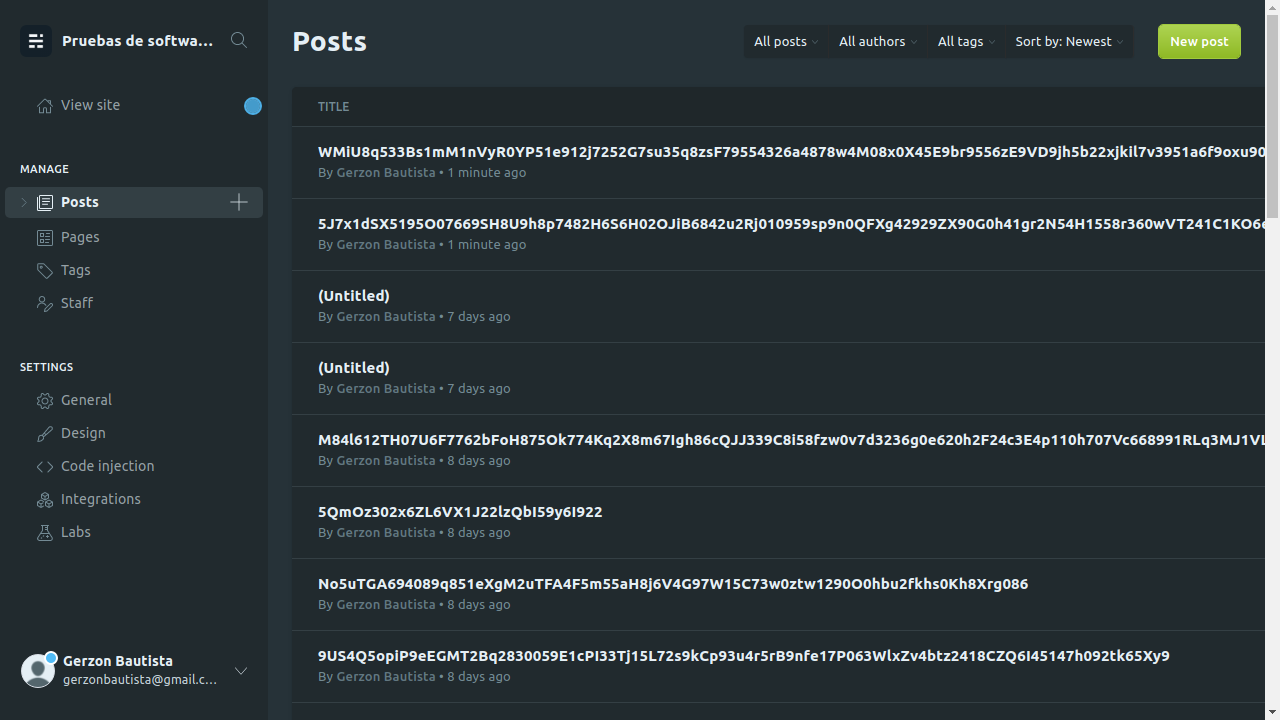 Pruebas de softwa...
View site
MANAGE
Posts
Pages
Tags
Staff
SETTINGS
General
Design
Code injection
Integrations
Labs
Gerzon Bautista
gerzonbautista@gmail.c...
Posts
All posts
All authors
All tags
Sort by: Newest
New post
TITLE
WMiU8q533Bs1mM1nVyR0YP51e912j7252G7su35q8zsF79554326a4878w4M08x0X45E9br9556zE9VD9jh5b22xjkil7v3951a6f9oxu90
By Gerzon Bautista • 1 minute ago
5J7x1dSX5195O07669SH8U9h8p7482H6S6H02OJiB6842u2Rj010959sp9n0QFXg42929ZX90G0h41gr2N54H1558r360wVT241C1KO6e
By Gerzon Bautista • 1 minute ago
(Untitled)
By Gerzon Bautista • 7 days ago
(Untitled)
By Gerzon Bautista • 7 days ago
M84l612TH07U6F7762bFoH875Ok774Kq2X8m67Igh86cQJJ339C8i58fzw0v7d3236g0e620h2F24c3E4p110h707Vc668991RLq3MJ1VL
By Gerzon Bautista • 8 days ago
5QmOz302x6ZL6VX1J22lzQbI59y6I922
By Gerzon Bautista • 8 days ago
No5uTGA694089q851eXgM2uTFA4F5m55aH8j6V4G97W15C73w0ztw1290O0hbu2fkhs0Kh8Xrg086
By Gerzon Bautista • 8 days ago
9US4Q5opiP9eEGMT2Bq2830059E1cPI33Tj15L72s9kCp93u4r5rB9nfe17P063WlxZv4btz2418CZQ6I45147h092tk65Xy9
By Gerzon Bautista • 8 days ago